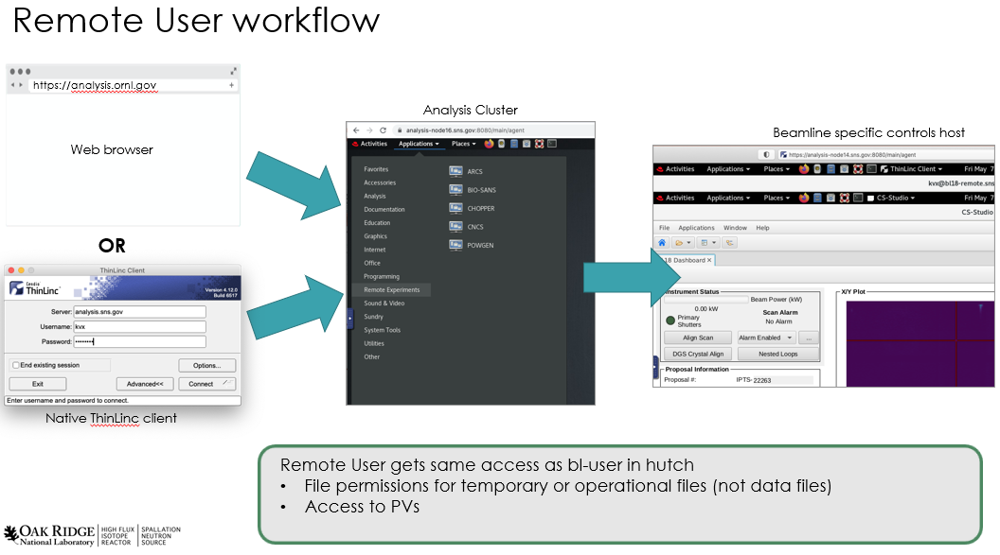 Remote User workflow
https://analysis.ornl.gov
Web browser
OR
ThinLinc Client
Cendio
ThinLinc
Version 4.12.0
Build 6517
Server: analysis.sns.gov
Username: kvx
Password: ••••••••
End existing session
Options...
Exit
Advanced<<
Connect
Enter username and password to connect.
Native ThinLinc client
Analysis Cluster
analysis-node16.sns.gov:8080/main/agent
Activities Applications Places
Favorites
Accessories
Analysis
Documentation
Education
Graphics
Internet
Office
Programming
Remote Experiments
Sound & Video
Sundry
System Tools
Utilities
Other
ARCS
BIO-SANS
CHOPPER
CNCS
POWGEN
Beamline specific controls host
https://analysis-node14.sns.gov:8080/main/agent
Activities Applications Places ThinLinc Client Fri May 7
kvx@bl18-remote.sns
Activities Applications Places CS-Studio Fri May 7
CS-Studio
File Applications Window Help
18 Dashboard
Instrument Status
Beam Power (kW)
0.00 kW
Scan Alarm
Primary
Shutters
No Alarm
Align Scan
Alarm Enabled
...
DGS Crystal Align
Nested Loops
Proposal Information
Proposal #: IPTS- 22263
X/Y Plot
Remote User gets same access as bl-user in hutch
• File permissions for temporary or operational files (not data files)
• Access to PVs
OAK RIDGE
National Laboratory
HIGH FLUX
ISOTOPE
REACTOR
SPALLATION
NEUTRON
SOURCE